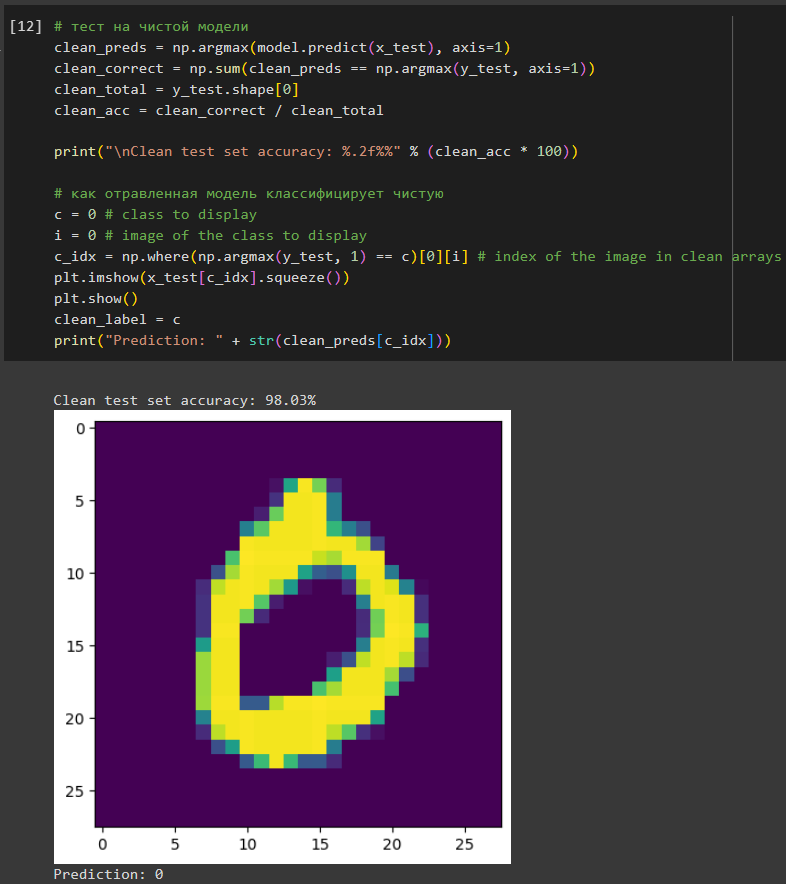 [12] # тест на чистой модели
clean_preds = np.argmax(model.predict(x_test), axis=1)
clean_correct = np.sum(clean_preds == np.argmax(y_test, axis=1))
clean_total = y_test.shape[0]
clean_acc = clean_correct / clean_total
print("\nClean test set accuracy: %.2f%%" % (clean_acc * 100))
# как отравленная модель классифицирует чистую
c = 0 # class to display
i = 0 # image of the class to display
c_idx = np.where(np.argmax(y_test, 1) == c)[0][i] # index of the image in clean arrays
plt.imshow(x_test[c_idx].squeeze())
plt.show()
clean_label = c
print("Prediction: " + str(clean_preds[c_idx]))
Clean test set accuracy: 98.03%
0
5
10
15
20
25
0 5 10 15 20 25
Prediction: 0